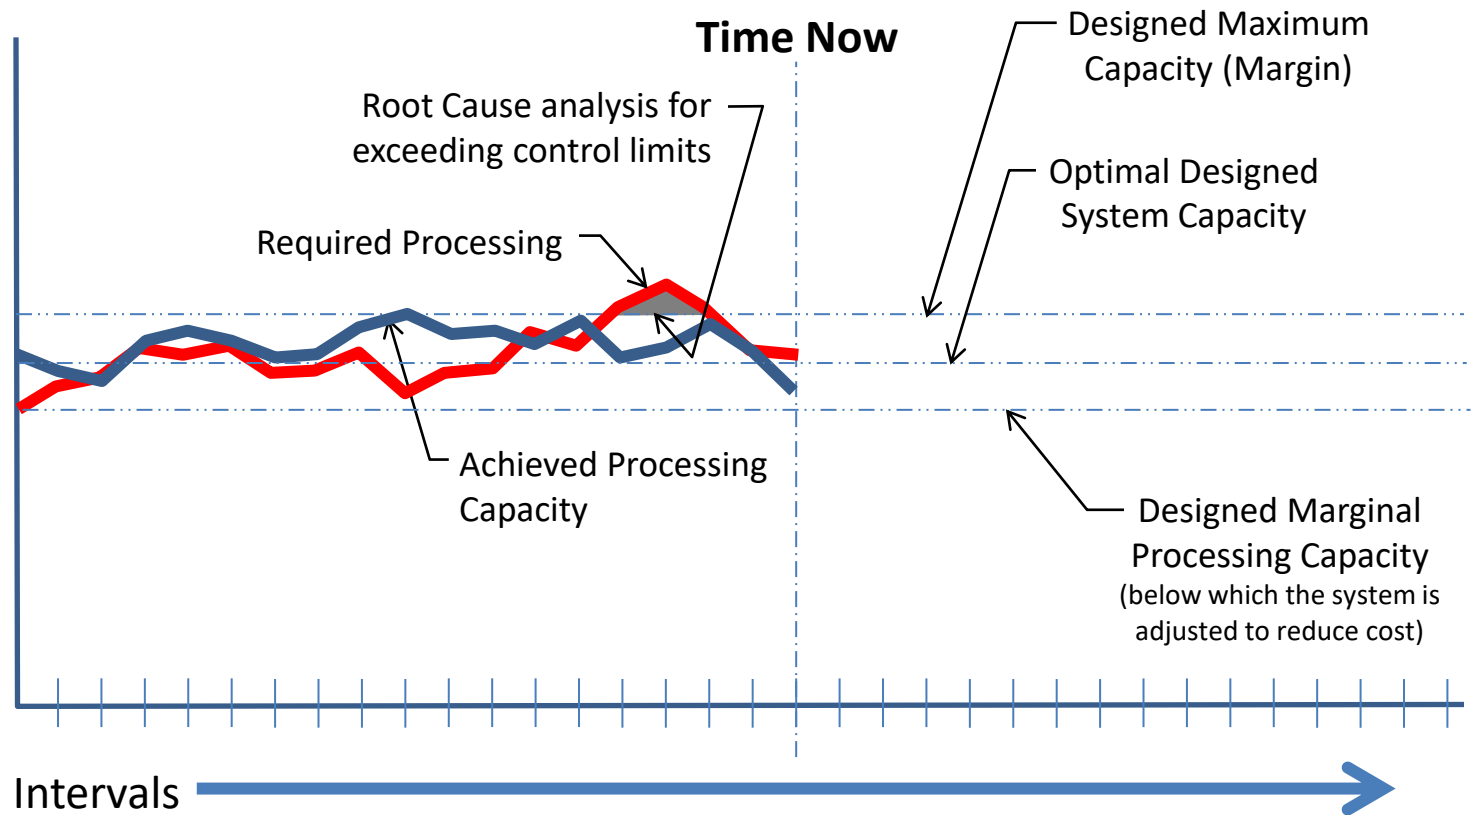 Time Now
Designed Maximum
Capacity (Margin)
Root Cause analysis for
exceeding control limits
Optimal Designed
System Capacity
Required Processing
Achieved Processing
Capacity
Designed Marginal
Processing Capacity
(below which the system is
adjusted to reduce cost)
Intervals